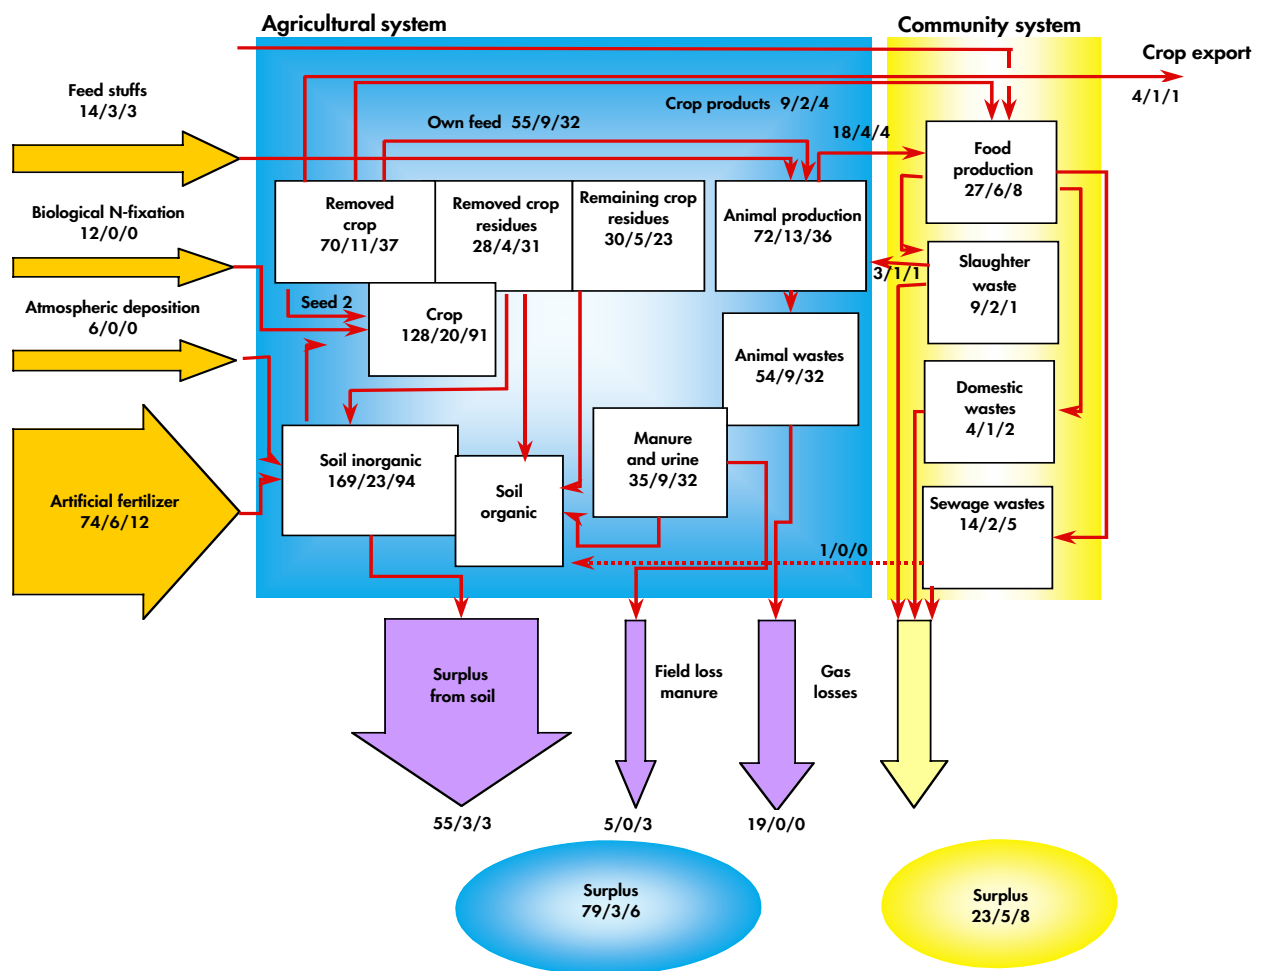 Agricultural system
Community system
Crop export
4/1/1
Feed stuffs
14/3/3
Crop products 9/2/4
Own feed 55/9/32
18/4/4
Food
production
27/6/8
Biological N-fixation
12/0/0
Removed
crop
70/11/37
Removed crop
residues
28/4/31
Remaining crop
residues
30/5/23
Animal production
72/13/36
3/1/1
Slaughter
waste
9/2/1
Atmospheric deposition
6/0/0
Seed 2
Crop
128/20/91
Animal wastes
54/9/32
Domestic
wastes
4/1/2
Artificial fertilizer
74/6/12
Soil inorganic
169/23/94
Soil
organic
Manure
and urine
35/9/32
Sewage wastes
14/2/5
1/0/0
Surplus
from soil
Field loss
manure
Gas
losses
55/3/3
5/0/3
19/0/0
Surplus
79/3/6
Surplus
23/5/8